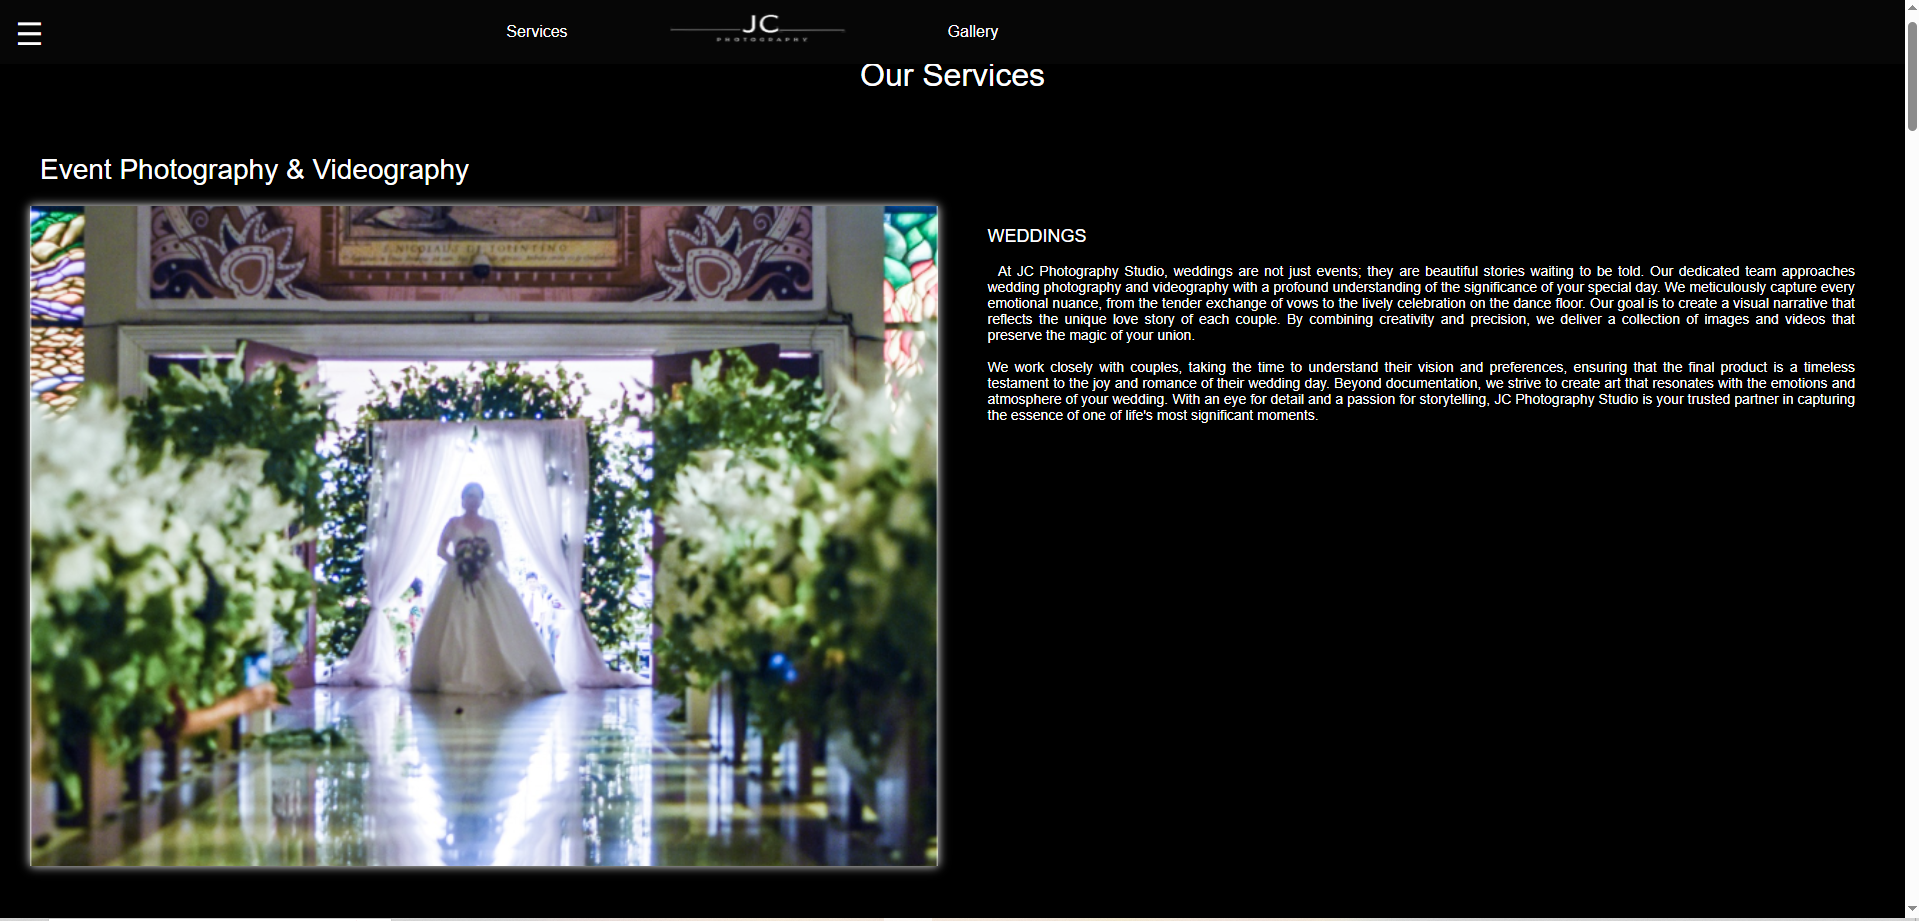 Services
JC
PHOTOGRAPHY
Gallery
Our Services
Event Photography & Videography
S. NICOLAUS DE TOLENTINO
WEDDINGS
At JC Photography Studio, weddings are not just events; they are beautiful stories waiting to be told. Our dedicated team approaches
wedding photography and videography with a profound understanding of the significance of your special day. We meticulously capture every
emotional nuance, from the tender exchange of vows to the lively celebration on the dance floor. Our goal is to create a visual narrative that
reflects the unique love story of each couple. By combining creativity and precision, we deliver a collection of images and videos that
preserve the magic of your union.
We work closely with couples, taking the time to understand their vision and preferences, ensuring that the final product is a timeless
testament to the joy and romance of their wedding day. Beyond documentation, we strive to create art that resonates with the emotions and
atmosphere of your wedding. With an eye for detail and a passion for storytelling, JC Photography Studio is your trusted partner in capturing
the essence of one of life's most significant moments.